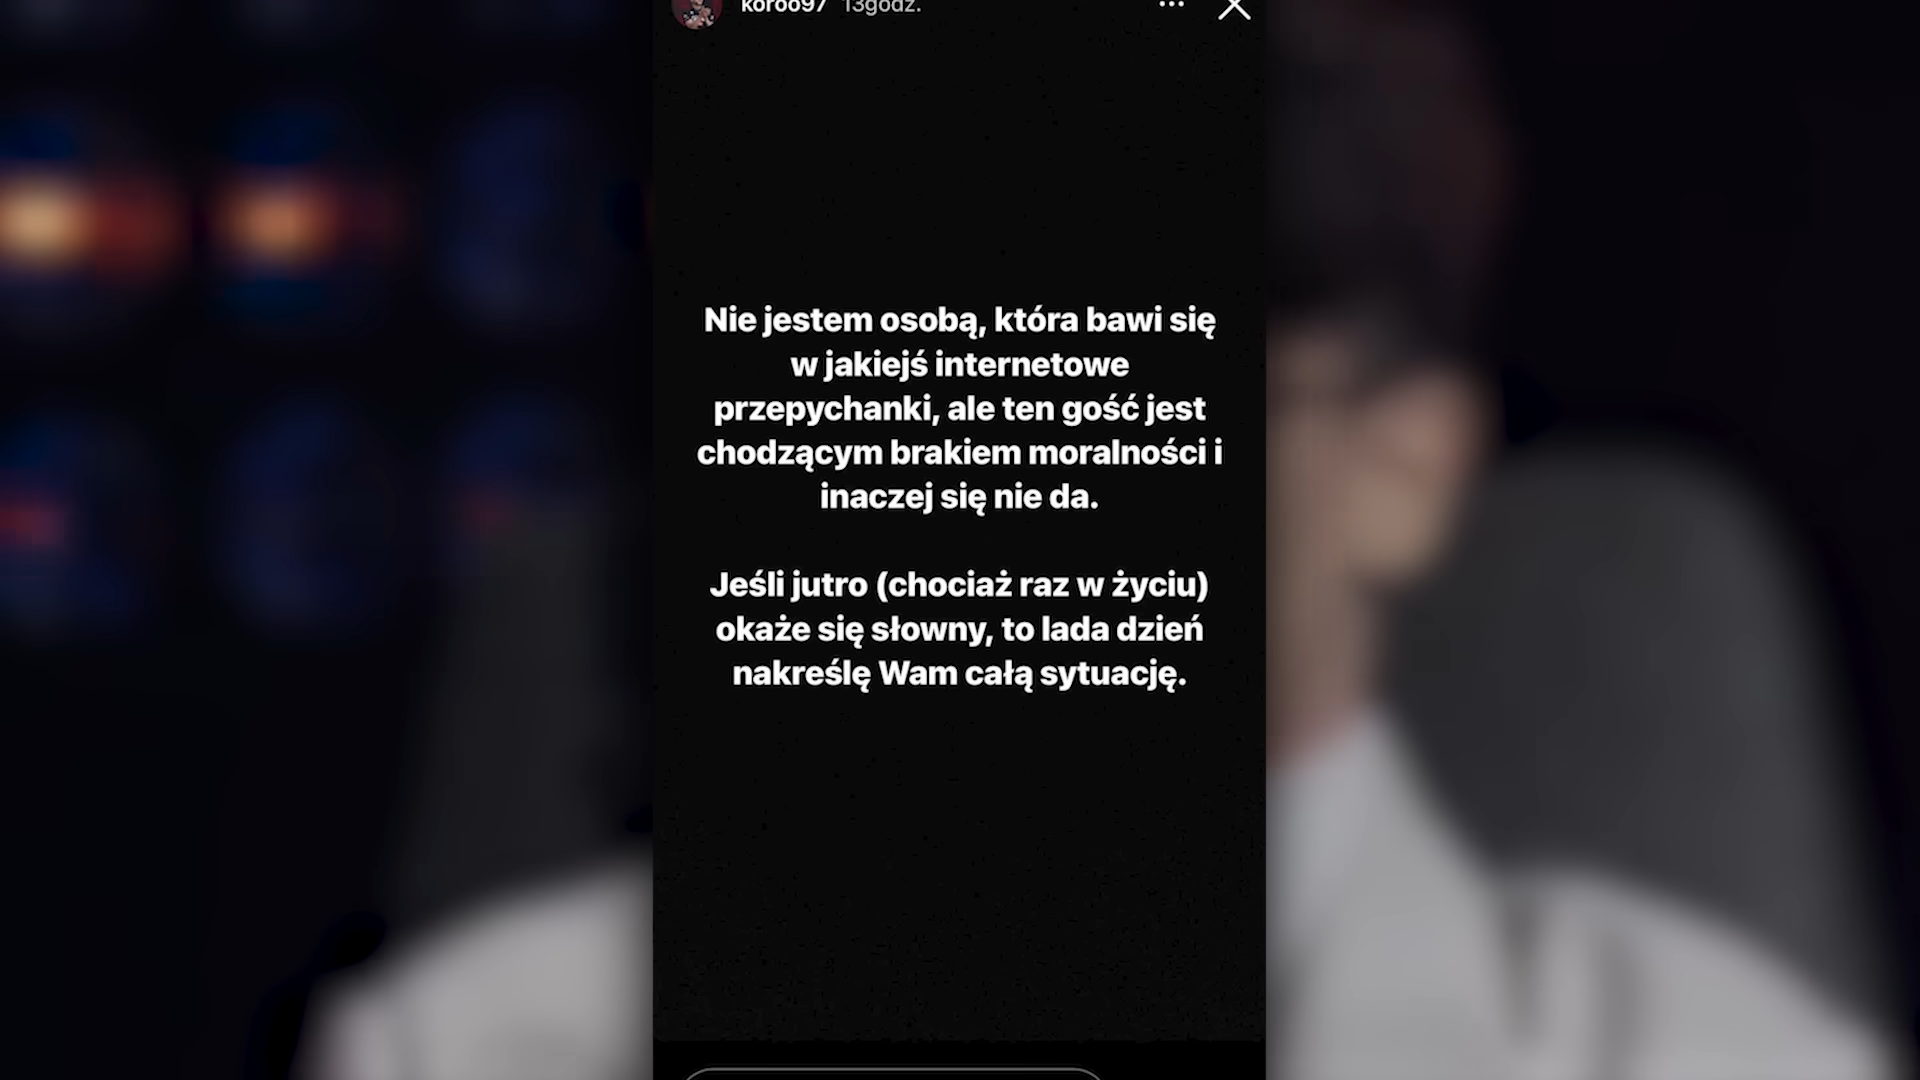 koroo97 13godz.
Nie jestem osobą, która bawi się
w jakiejś internetowe
przepychanki, ale ten gość jest
chodzącym brakiem moralności i
inaczej się nie da.
Jeśli jutro (chociaż raz w życiu)
okaże się słowny, to lada dzień
nakreślę Wam całą sytuację.